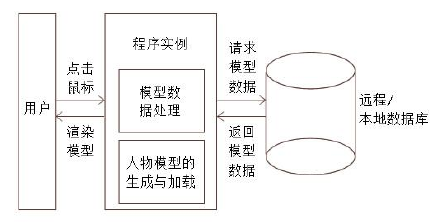 用户
点击
鼠标
渲染
模型
程序实例
模型数
据处理
人物模型的
生成与加载
请求
模型
数据
返回
模型
数据
远程/
本地数据库